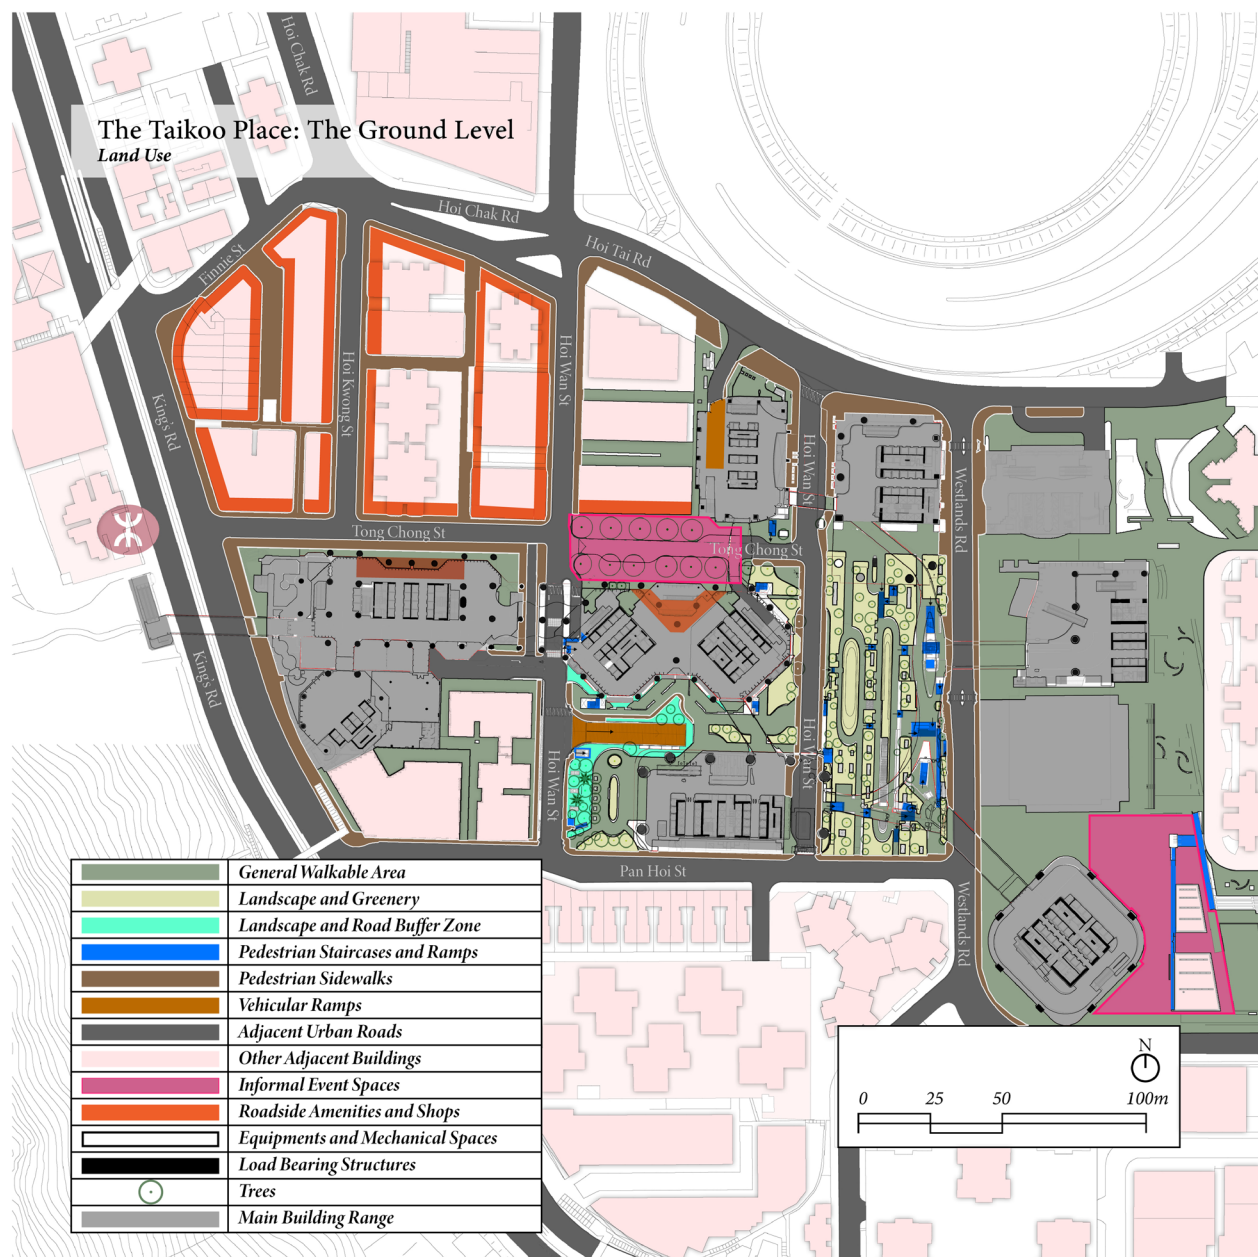 Hoi Chak Rd
The Taikoo Place: The Ground Level
Land Use
Hoi Chak Rd
Finnie St
Hoi Tai Rd
King's Rd
Hoi Kwong St
Hoi Wan St
Hoi Wan St
Westlands Rd
Tong Chong St
Tong Chong St
King's Rd
Hoi Wan St
Hoi Wan St
Pan Hoi St
Westlands Rd
General Walkable Area
Landscape and Greenery
Landscape and Road Buffer Zone
Pedestrian Staircases and Ramps
Pedestrian Sidewalks
Vehicular Ramps
Adjacent Urban Roads
Other Adjacent Buildings
Informal Event Spaces
Roadside Amenities and Shops
Equipments and Mechanical Spaces
Load Bearing Structures
Trees
Main Building Range
N
0 25 50 100m